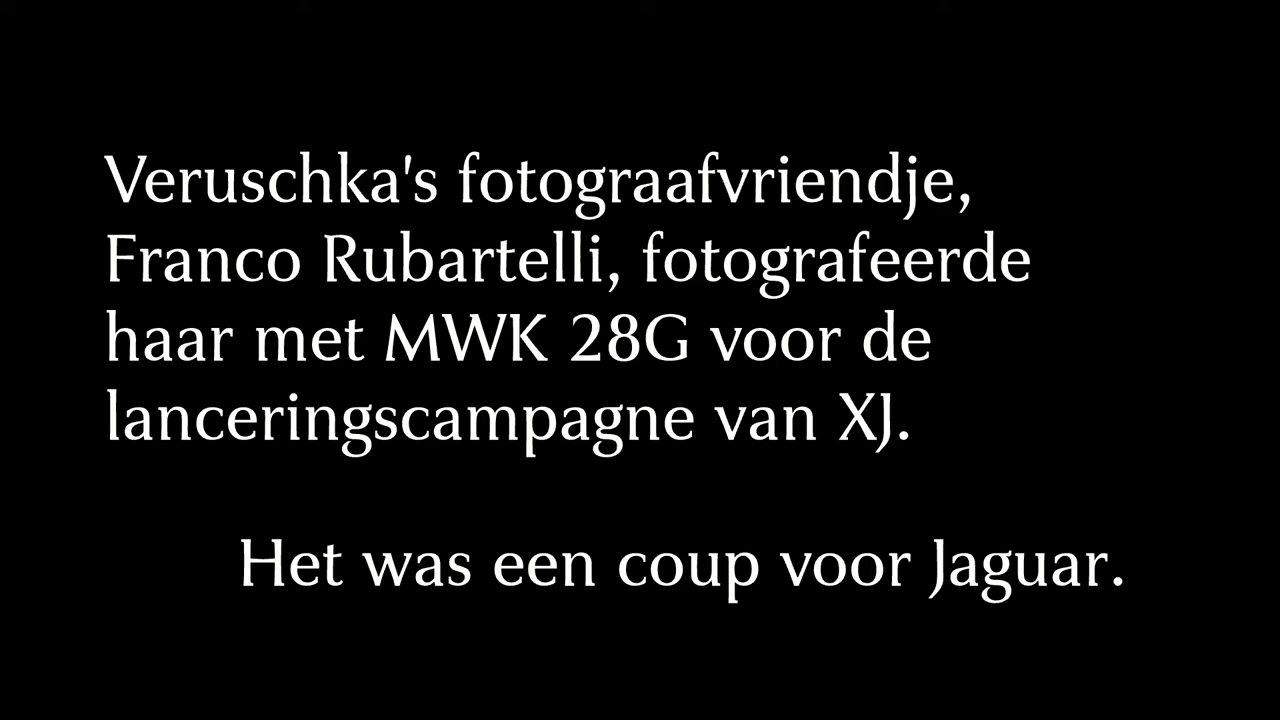 Veruschka's fotograafvriendje,
Franco Rubartelli, fotografeerde
haar met MWK 28G voor de
lanceringscampagne van XJ.
Het was een coup voor Jaguar.